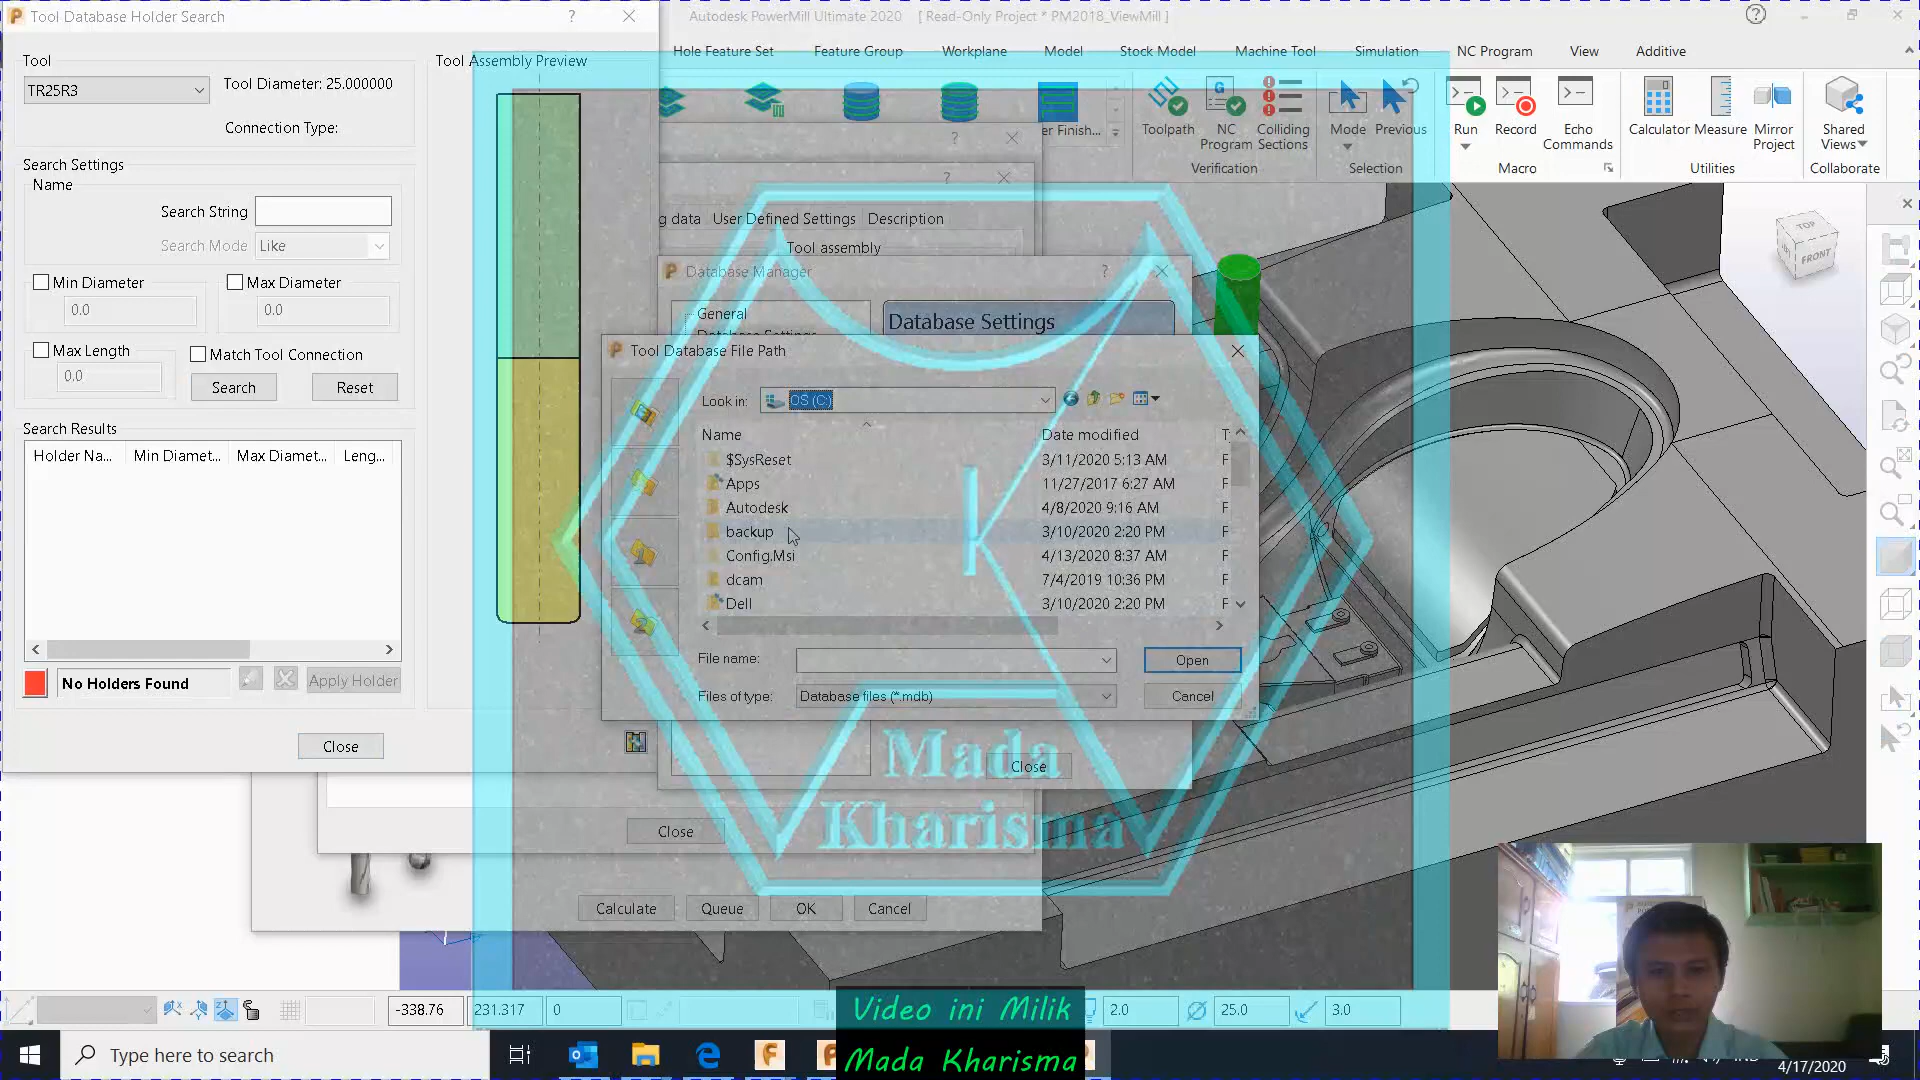 Tool Database Holder Search
?
Autodesk PowerMill Ultimate 2020 [ Read-Only Project * PM2018_ViewMill ]
Hole Feature Set
Feature Group
Workplane
Model
Stock Model
Machine Tool
Simulation
NC Program
View
Additive
Tool
TR25R3
Tool Diameter: 25.000000
Connection Type:
Tool Assembly Preview
er Finish...
Toolpath
NC Program
Colliding Sections
Verification
Mode
Previous
Selection
Run
Record
Echo Commands
Macro
Calculator
Measure
Mirror Project
Utilities
Shared Views
Collaborate
Search Settings
Name
Search String
Search Mode
Like
Min Diameter
0.0
Max Diameter
0.0
Max Length
0.0
Match Tool Connection
Search
Reset
Search Results
Holder Na...
Min Diamet...
Max Diamet...
Leng...
No Holders Found
Apply Holder
Close
g data
User Defined Settings
Description
Tool assembly
Database Manager
?
General
Database Settings
Database Settings
Tool Database File Path
Look in:
OS (C:)
Name
Date modified
T
$SysReset
3/11/2020 5:13 AM
F
Apps
11/27/2017 6:27 AM
F
Autodesk
4/8/2020 9:16 AM
F
backup
3/10/2020 2:20 PM
F
Config.Msi
4/13/2020 8:37 AM
F
dcam
7/4/2019 10:36 PM
F
Dell
3/10/2020 2:20 PM
F
File name:
Open
Files of type:
Database files (*.mdb)
Cancel
Close
Close
Calculate
Queue
OK
Cancel
TOP
FRONT
K
Mada
Kharisma
-338.76
231.317
0
2.0
25.0
3.0
Video ini Milik
Mada Kharisma
Type here to search
4/17/2020